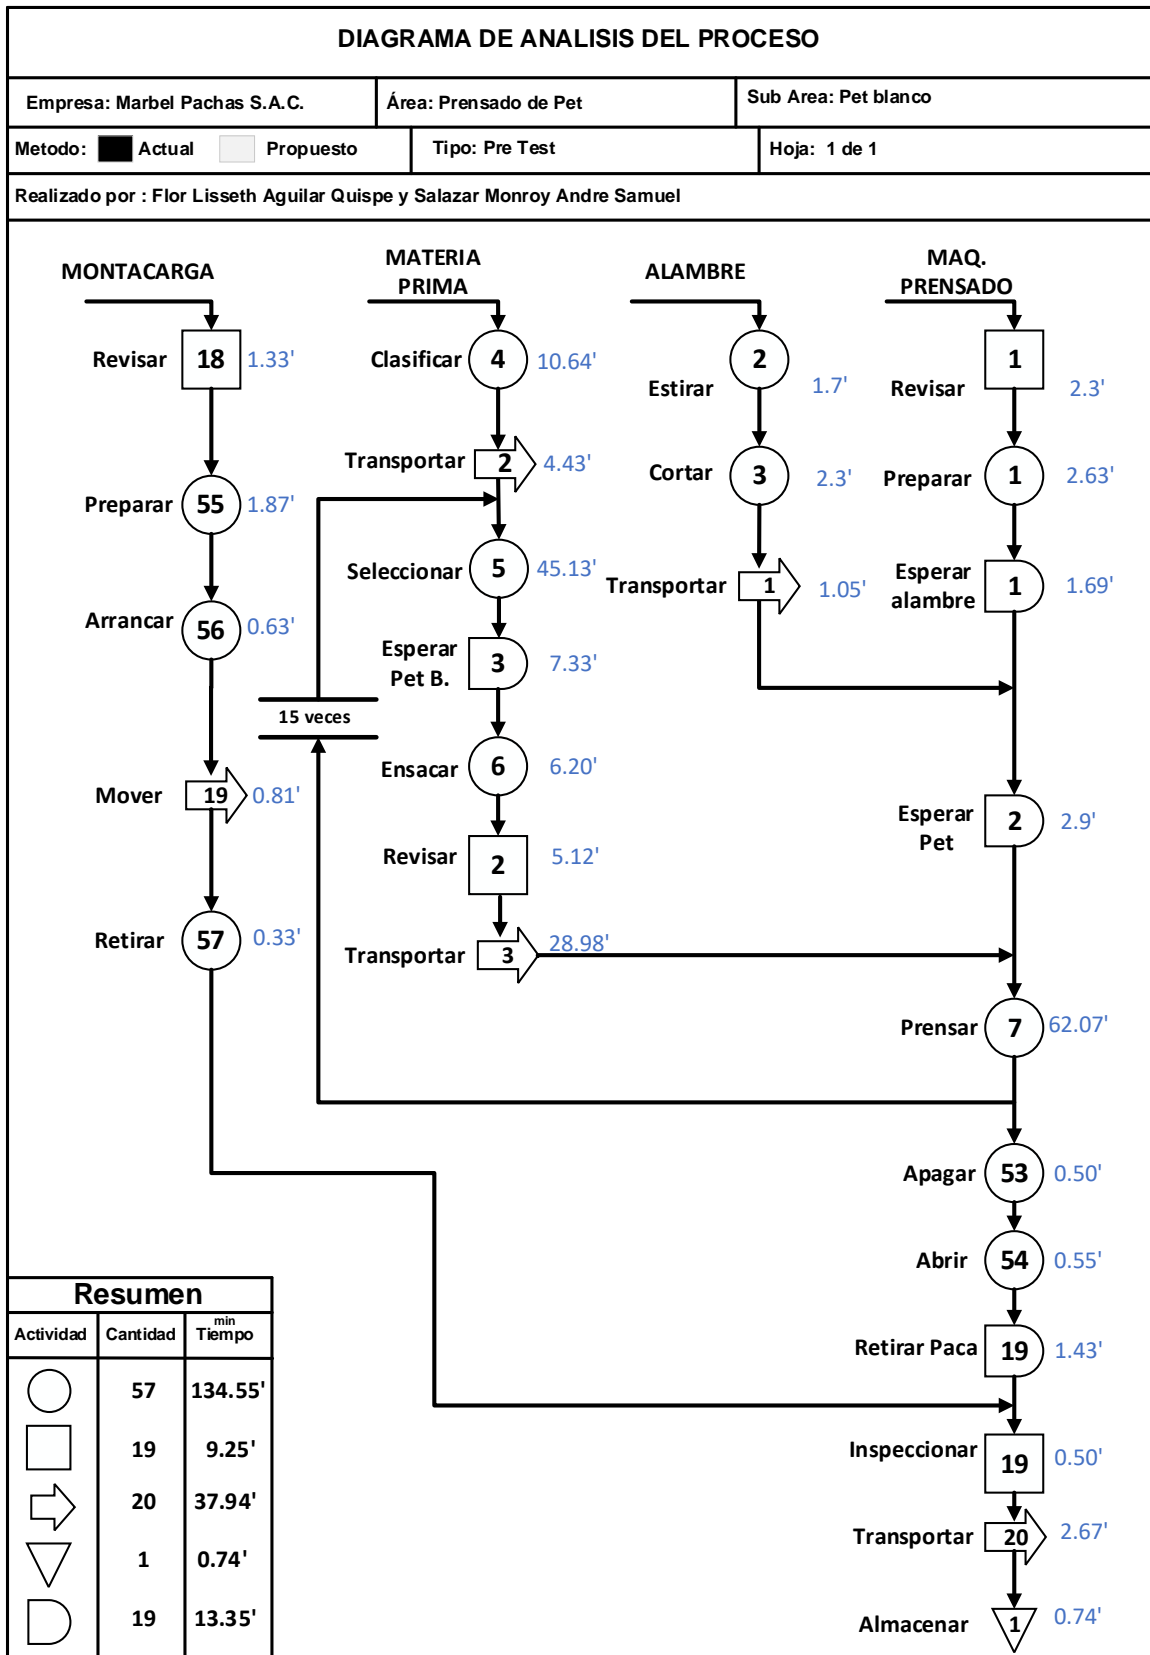 DIAGRAMA DE ANALISIS DEL PROCESO
Empresa: Marbel Pachas S.A.C.
Área: Prensado de Pet
Sub Area: Pet blanco
Metodo: Actual Propuesto
Tipo: Pre Test
Hoja: 1 de 1
Realizado por : Flor Lisseth Aguilar Quispe y Salazar Monroy Andre Samuel
MONTACARGA
Revisar 18 1.33'
Preparar 55 1.87'
Arrancar 56 0.63'
Mover 19 0.81'
Retirar 57 0.33'
MATERIA
PRIMA
Clasificar 4 10.64'
Transportar 2 4.43'
Seleccionar 5 45.13'
Esperar
Pet B.
3 7.33'
15 veces
Ensacar 6 6.20'
Revisar 2 5.12'
Transportar 3 28.98'
ALAMBRE
Estirar 2 1.7'
Cortar 3 2.3'
Transportar 1 1.05'
MAQ.
PRENSADO
Revisar 1 2.3'
Preparar 1 2.63'
Esperar
alambre
1 1.69'
Esperar
Pet
2 2.9'
Prensar 7 62.07'
Apagar 53 0.50'
Abrir 54 0.55'
Retirar Paca 19 1.43'
Inspeccionar 19 0.50'
Transportar 20 2.67'
Almacenar 1 0.74'
Resumen
Actividad Cantidad min Tiempo
57 134.55'
19 9.25'
20 37.94'
1 0.74'
19 13.35'